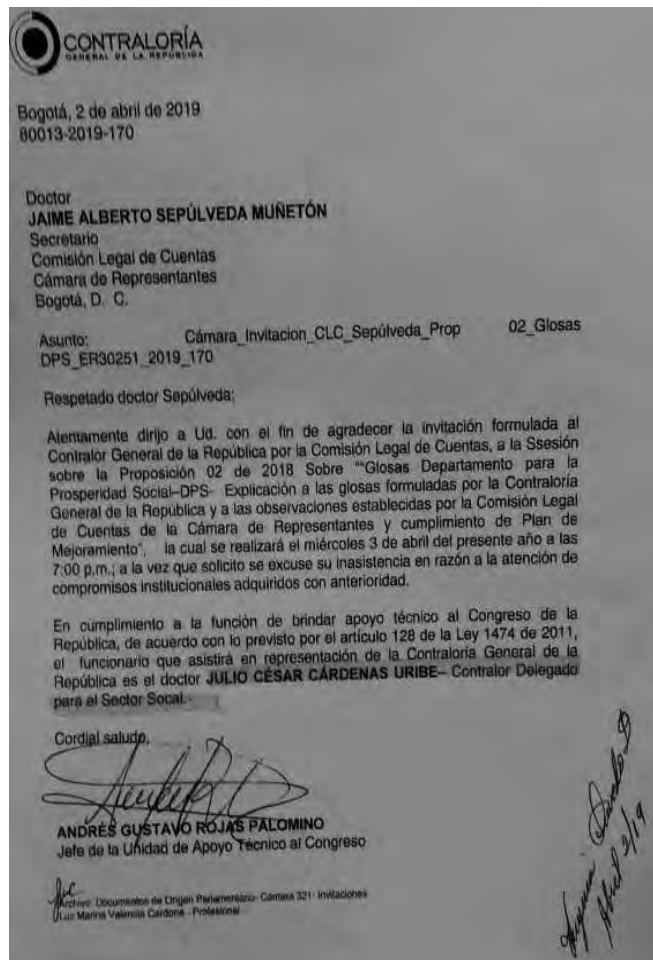 CONTRALORÍA
GENERAL DE LA REPÚBLICA
Bogotá, 2 de abril de 2019
80013-2019-170
Doctor
JAIME ALBERTO SEPÚLVEDA MUÑETÓN
Secretario
Comisión Legal de Cuentas
Cámara de Representantes
Bogotá, D. C.
Asunto: Cámara_Invitacion_CLC_Sepúlveda_Prop 02_Glosas
DPS_ER30251_2019_170
Respetado doctor Sepúlveda:
Atentamente dirijo a Ud. con el fin de agradecer la invitación formulada al
Contralor General de la República por la Comisión Legal de Cuentas, a la Ssesión
sobre la Proposición 02 de 2018 Sobre ""Glosas Departamento para la
Prosperidad Social–DPS- Explicación a las glosas formuladas por la Contraloría
General de la República y a las observaciones establecidas por la Comisión Legal
de Cuentas de la Cámara de Representantes y cumplimiento de Plan de
Mejoramiento", la cual se realizará el miércoles 3 de abril del presente año a las
7:00 p.m.; a la vez que solicito se excuse su inasistencia en razón a la atención de
compromisos institucionales adquiridos con anterioridad.
En cumplimiento a la función de brindar apoyo técnico al Congreso de la
República, de acuerdo con lo previsto por el artículo 128 de la Ley 1474 de 2011,
el funcionario que asistirá en representación de la Contraloría General de la
República es el doctor JULIO CÉSAR CÁRDENAS URIBE– Contralor Delegado
para el Sector Socal.-
Cordial saludo,
ANDRÉS GUSTAVO ROJAS PALOMINO
Jefe de la Unidad de Apoyo Técnico al Congreso
Archivo: Documentos de Origen Parlamentario- Cámara 321- Invitaciones
Luz Marina Valencia Cardona - Profesional
Abril 2/19